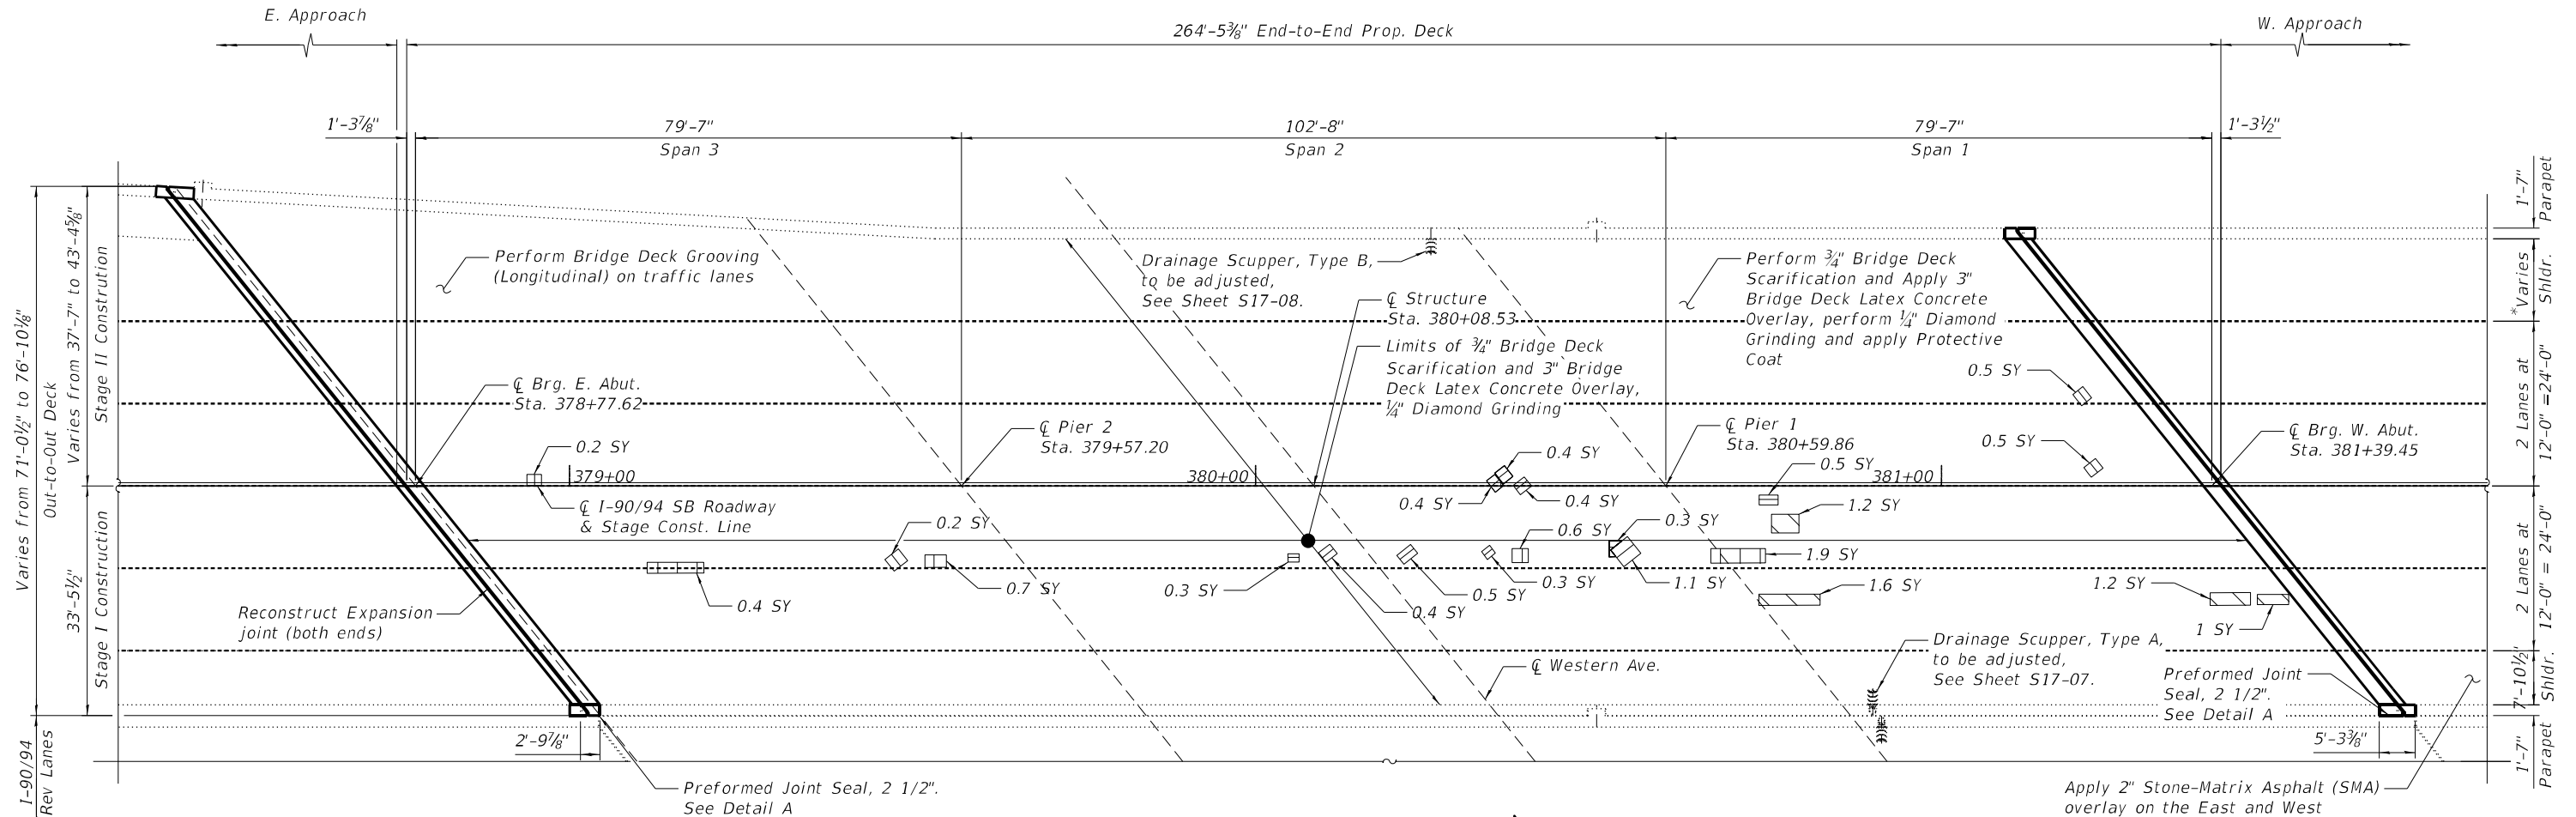 E. Approach
W. Approach
264'-5⅜" End-to-End Prop. Deck
1'-3⅞"
79'-7"
Span 3
102'-8"
Span 2
79'-7"
Span 1
1'-3½"
1'-7"
Parapet
*Varies
Shldr.
2 Lanes at
12'-0" =24'-0"
2 Lanes at
12'-0" = 24'-0"
7'-10½"
Shldr.
1'-7"
Parapet
Varies from 71'-0½" to 76'-10⅛"
Out-to-Out Deck
Varies from 37'-7" to 43'-4⅝"
Stage II Constrution
33'-5½"
Stage I Construction
I-90/94
Rev Lanes
Perform Bridge Deck Grooving
(Longitudinal) on traffic lanes
Drainage Scupper, Type B,
to be adjusted,
See Sheet S17-08.
℄ Structure
Sta. 380+08.53
Limits of ¾" Bridge Deck
Scarification and 3" Bridge
Deck Latex Concrete Overlay,
¼" Diamond Grinding
Perform ¾" Bridge Deck
Scarification and Apply 3"
Bridge Deck Latex Concrete
Overlay, perform ¼" Diamond
Grinding and apply Protective
Coat
0.5 SY
0.5 SY
℄ Brg. E. Abut.
Sta. 378+77.62
℄ Pier 2
Sta. 379+57.20
℄ Pier 1
Sta. 380+59.86
℄ Brg. W. Abut.
Sta. 381+39.45
0.2 SY
379+00
380+00
381+00
0.4 SY
0.4 SY
0.4 SY
0.5 SY
1.2 SY
℄ I-90/94 SB Roadway
& Stage Const. Line
0.2 SY
0.7 SY
0.4 SY
0.3 SY
0.4 SY
0.5 SY
0.3 SY
0.6 SY
0.3 SY
1.1 SY
1.9 SY
1.6 SY
1.2 SY
1 SY
Reconstruct Expansion
joint (both ends)
℄ Western Ave.
Drainage Scupper, Type A,
to be adjusted,
See Sheet S17-07.
Preformed Joint
Seal, 2 1/2".
See Detail A
2'-9⅞"
5'-3⅜"
Preformed Joint Seal, 2 1/2".
See Detail A
Apply 2" Stone-Matrix Asphalt (SMA)
overlay on the East and West